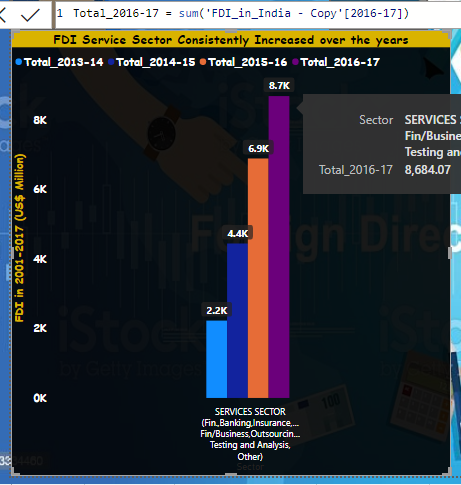 1 Total_2016-17 = sum('FDI_in_India - Copy'[2016-17])
FDI Service Sector Consistently Increased over the years
Total_2013-14 Total_2014-15 Total_2015-16 Total_2016-17
8.7K
8K
Sector SERVICES
Fin/Busine
Testing and
6.9K
Total_2016-17 8,684.07
6K
FDI in 2001-2017 (US$ Million)
4.4K
4K
2.2K
2K
0K
SERVICES SECTOR
(Fin.,Banking,Insurance,...
Fin/Business,Outsourcin...
Testing and Analysis,
Other)
Sector
iStock
by Getty Images
iStock
Direc